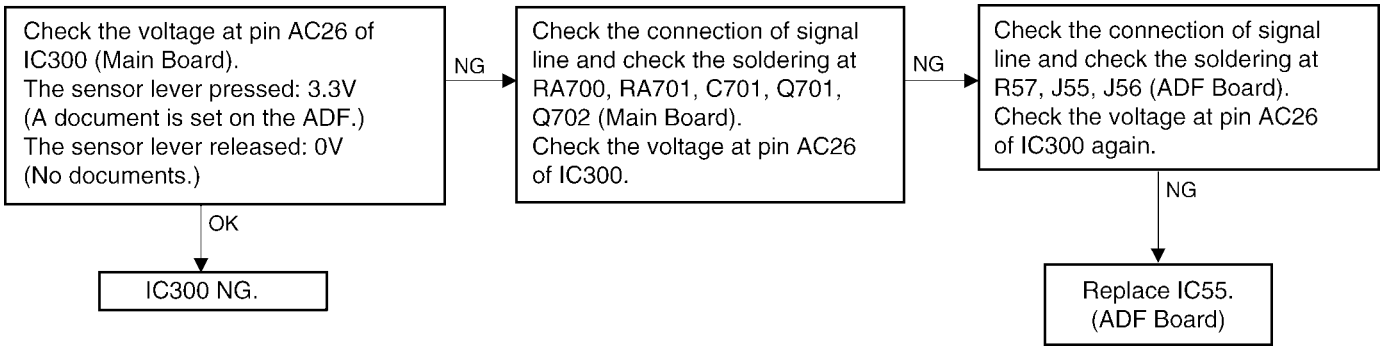 Check the voltage at pin AC26 of
IC300 (Main Board).
The sensor lever pressed: 3.3V
(A document is set on the ADF.)
The sensor lever released: 0V
(No documents.)
NG
Check the connection of signal
line and check the soldering at
RA700, RA701, C701, Q701,
Q702 (Main Board).
Check the voltage at pin AC26
of IC300.
NG
Check the connection of signal
line and check the soldering at
R57, J55, J56 (ADF Board).
Check the voltage at pin AC26
of IC300 again.
OK
NG
IC300 NG.
Replace IC55.
(ADF Board)